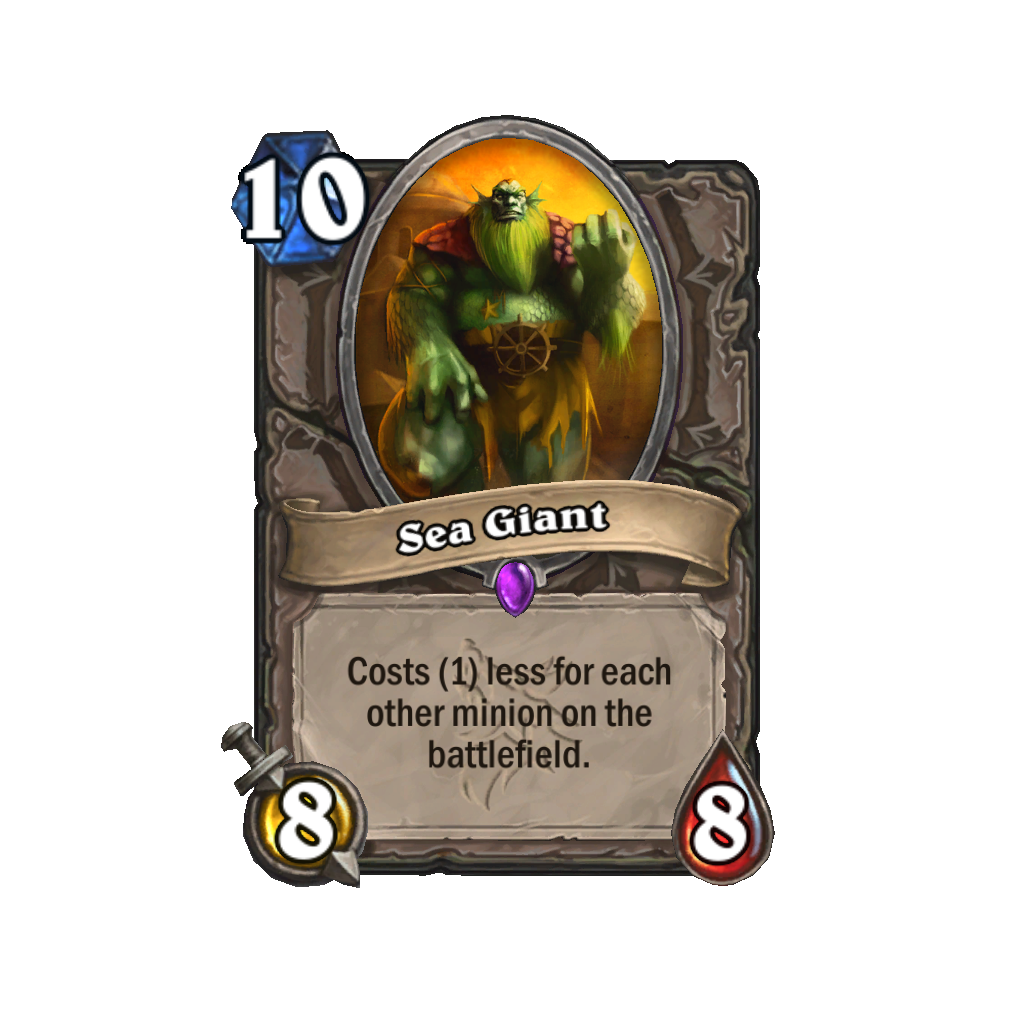 10
Sea Giant
Costs (1) less for each
other minion on the
battlefield.
8
8